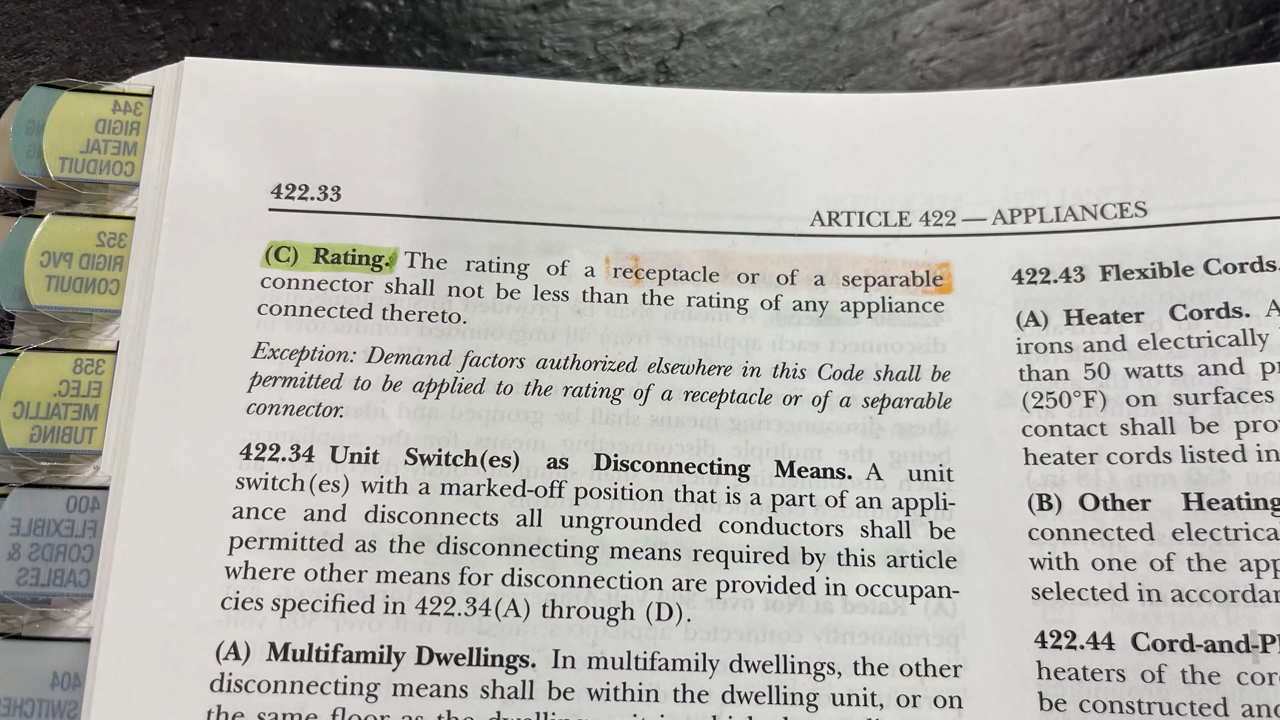 344
RIGID
METAL
CONDUIT
352
RIGID PVC
CONDUIT
358
ELEC.
METALLIC
TUBING
400
FLEXIBLE
CORDS &
CABLES
404
SWITCHES
422.33
ARTICLE 422 — APPLIANCES
(C) Rating. The rating of a receptacle or of a separable
connector shall not be less than the rating of any appliance
connected thereto.
Exception: Demand factors authorized elsewhere in this Code shall be
permitted to be applied to the rating of a receptacle or of a separable
connector.
422.34 Unit Switch(es) as Disconnecting Means. A unit
switch(es) with a marked-off position that is a part of an appli-
ance and disconnects all ungrounded conductors shall be
permitted as the disconnecting means required by this article
where other means for disconnection are provided in occupan-
cies specified in 422.34(A) through (D).
(A) Multifamily Dwellings. In multifamily dwellings, the other
disconnecting means shall be within the dwelling unit, or on
the same floor as the dwelling
422.43 Flexible Cords.
(A) Heater Cords.
irons and electrically
than 50 watts and
(250°F) on surfaces
contact shall be
heater cords listed in
(B) Other Heating
connected
with one of the
selected in
422.44 Cord-and-
heaters of the
be constructed